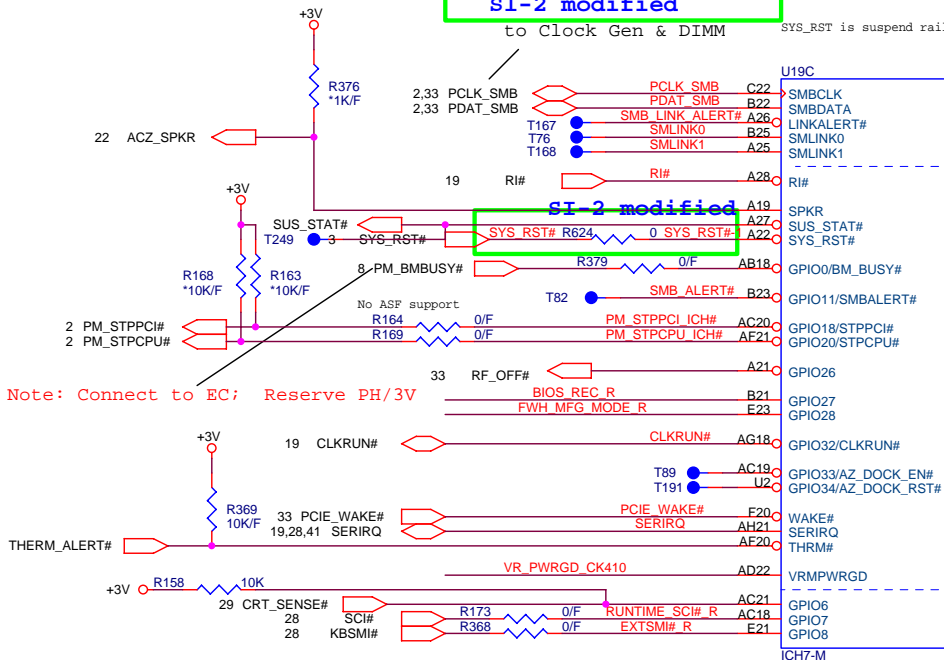 SI-2 modified
+3V
to Clock Gen & DIMM
SYS_RST is suspend rail
U19C
R376
*1K/F
2,33 PCLK_SMB
PCLK_SMB
C22
SMBCLK
2,33 PDAT_SMB
PDAT_SMB
B22
SMBDATA
T167
SMB_LINK_ALERT#
A26
LINKALERT#
22 ACZ_SPKR
T76
SMLINK0
B25
SMLINK0
T168
SMLINK1
A25
SMLINK1
19 RI#
RI#
A28
RI#
+3V
SI-2 modified
A19
SPKR
SUS_STAT#
A27
SUS_STAT#
T249
3 SYS_RST#
SYS_RST#
R624
0
SYS_RST#-1
A22
SYS_RST#
R168
*10K/F
R163
*10K/F
8 PM_BMBUSY#
R379
0/F
AB18
GPIO0/BM_BUSY#
T82
SMB_ALERT#
B23
GPIO11/SMBALERT#
No ASF support
2 PM_STPPCI#
R164
0/F
PM_STPPCI_ICH#
AC20
GPIO18/STPPCI#
2 PM_STPCPU#
R169
0/F
PM_STPCPU_ICH#
AF21
GPIO20/STPCPU#
33 RF_OFF#
A21
GPIO26
Note: Connect to EC; Reserve PH/3V
BIOS_REC_R
B21
GPIO27
FWH_MFG_MODE_R
E23
GPIO28
+3V
19 CLKRUN#
CLKRUN#
AG18
GPIO32/CLKRUN#
T89
AC19
GPIO33/AZ_DOCK_EN#
T191
U2
GPIO34/AZ_DOCK_RST#
R369
10K/F
33 PCIE_WAKE#
PCIE_WAKE#
F20
WAKE#
19,28,41 SERIRQ
SERIRQ
AH21
SERIRQ
THERM_ALERT#
AF20
THRM#
VR_PWRGD_CK410
AD22
VRMPWRGD
+3V
R158
10K
29 CRT_SENSE#
AC21
GPIO6
28 SCI#
R173
0/F
RUNTIME_SCI#_R
AC18
GPIO7
28 KBSMI#
R368
0/F
EXTSMI#_R
E21
GPIO8
ICH7-M